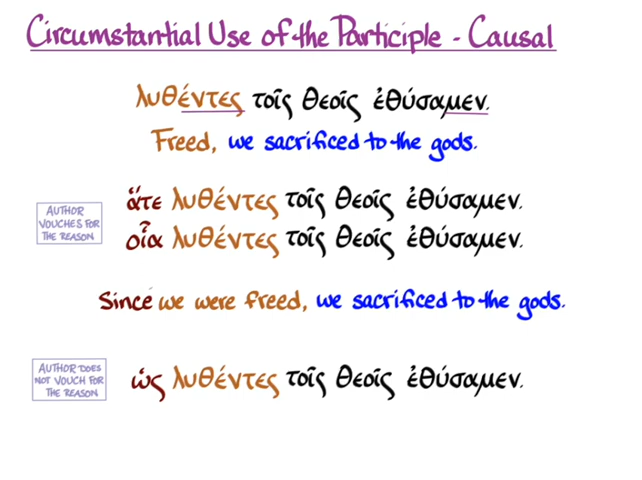 Circumstantial Use of the Participle - Causal
λυθέντες τοῖς θεοῖς ἐθύσαμεν.
Freed, we sacrificed to the gods.
AUTHOR
VOUCHES FOR
THE REASON
ἅτε λυθέντες τοῖς θεοῖς ἐθύσαμεν.
οἷα λυθέντες τοῖς θεοῖς ἐθύσαμεν.
Since we were freed, we sacrificed to the gods.
AUTHOR DOES
NOT VOUCH FOR
THE REASON
ὡς λυθέντες τοῖς θεοῖς ἐθύσαμεν.